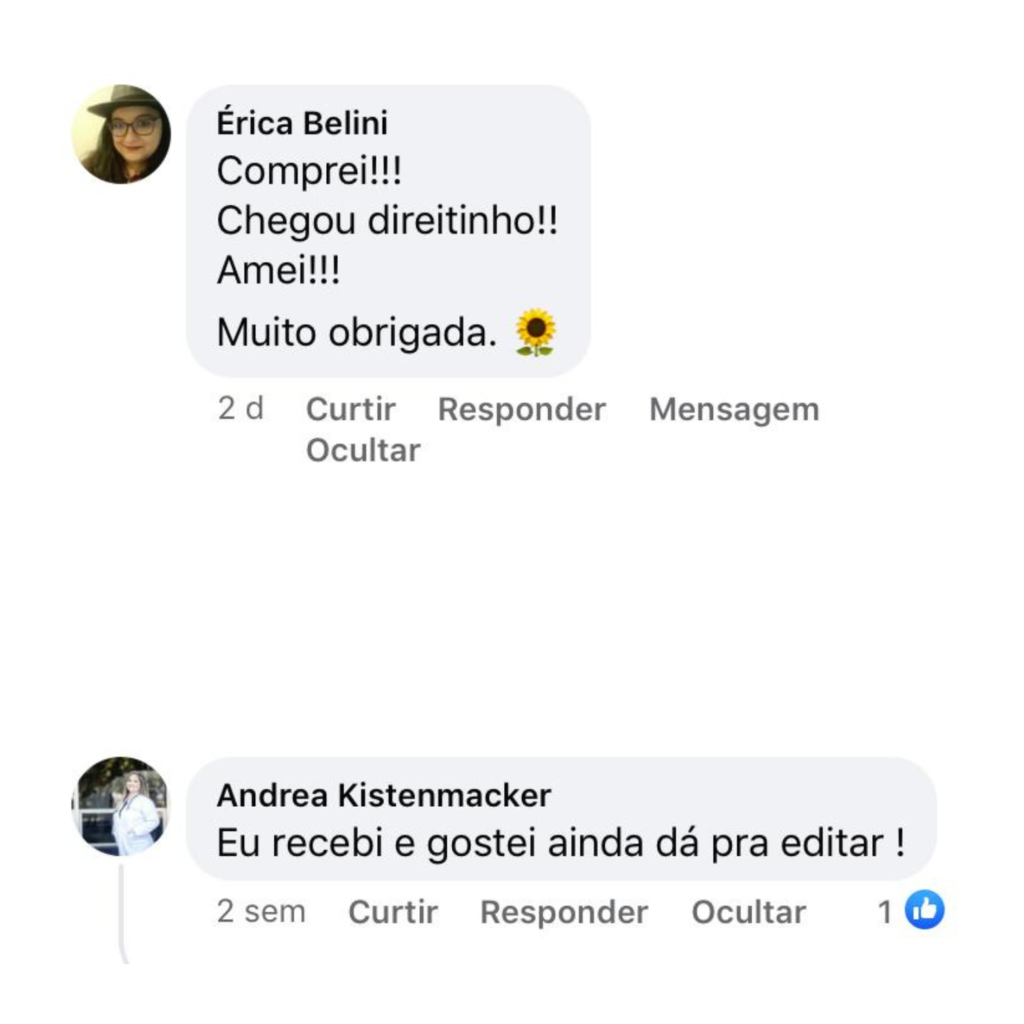 Érica Belini
Comprei!!!
Chegou direitinho!!
Amei!!!
Muito obrigada. 🌻
2 d Curtir Responder Mensagem
Ocultar
Andrea Kistenmacker
Eu recebi e gostei ainda dá pra editar !
2 sem Curtir Responder Ocultar 1